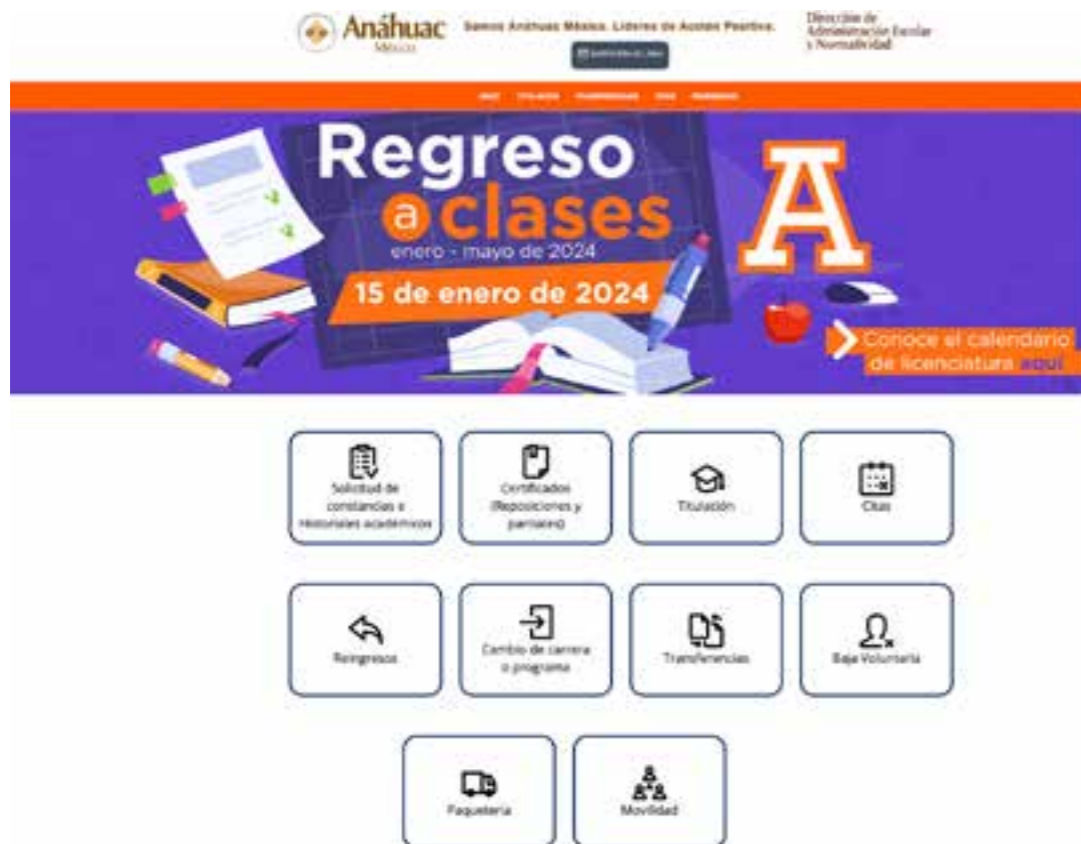 Anáhuac
México
Somos Anáhuac México. Líderes de Acción Positiva.
Dirección de
Administración Escolar
y Normatividad
Regreso
a clases
enero - mayo de 2024
15 de enero de 2024
A
Conoce el calendario
de licenciatura aquí
Solicitud de
constancias e
Historiales académicos
Certificados
(Reposiciones y
parciales)
Titulación
Citas
Reingresos
Cambio de carrera
o programa
Transferencias
Baja Voluntaria
Paquetería
Movilidad